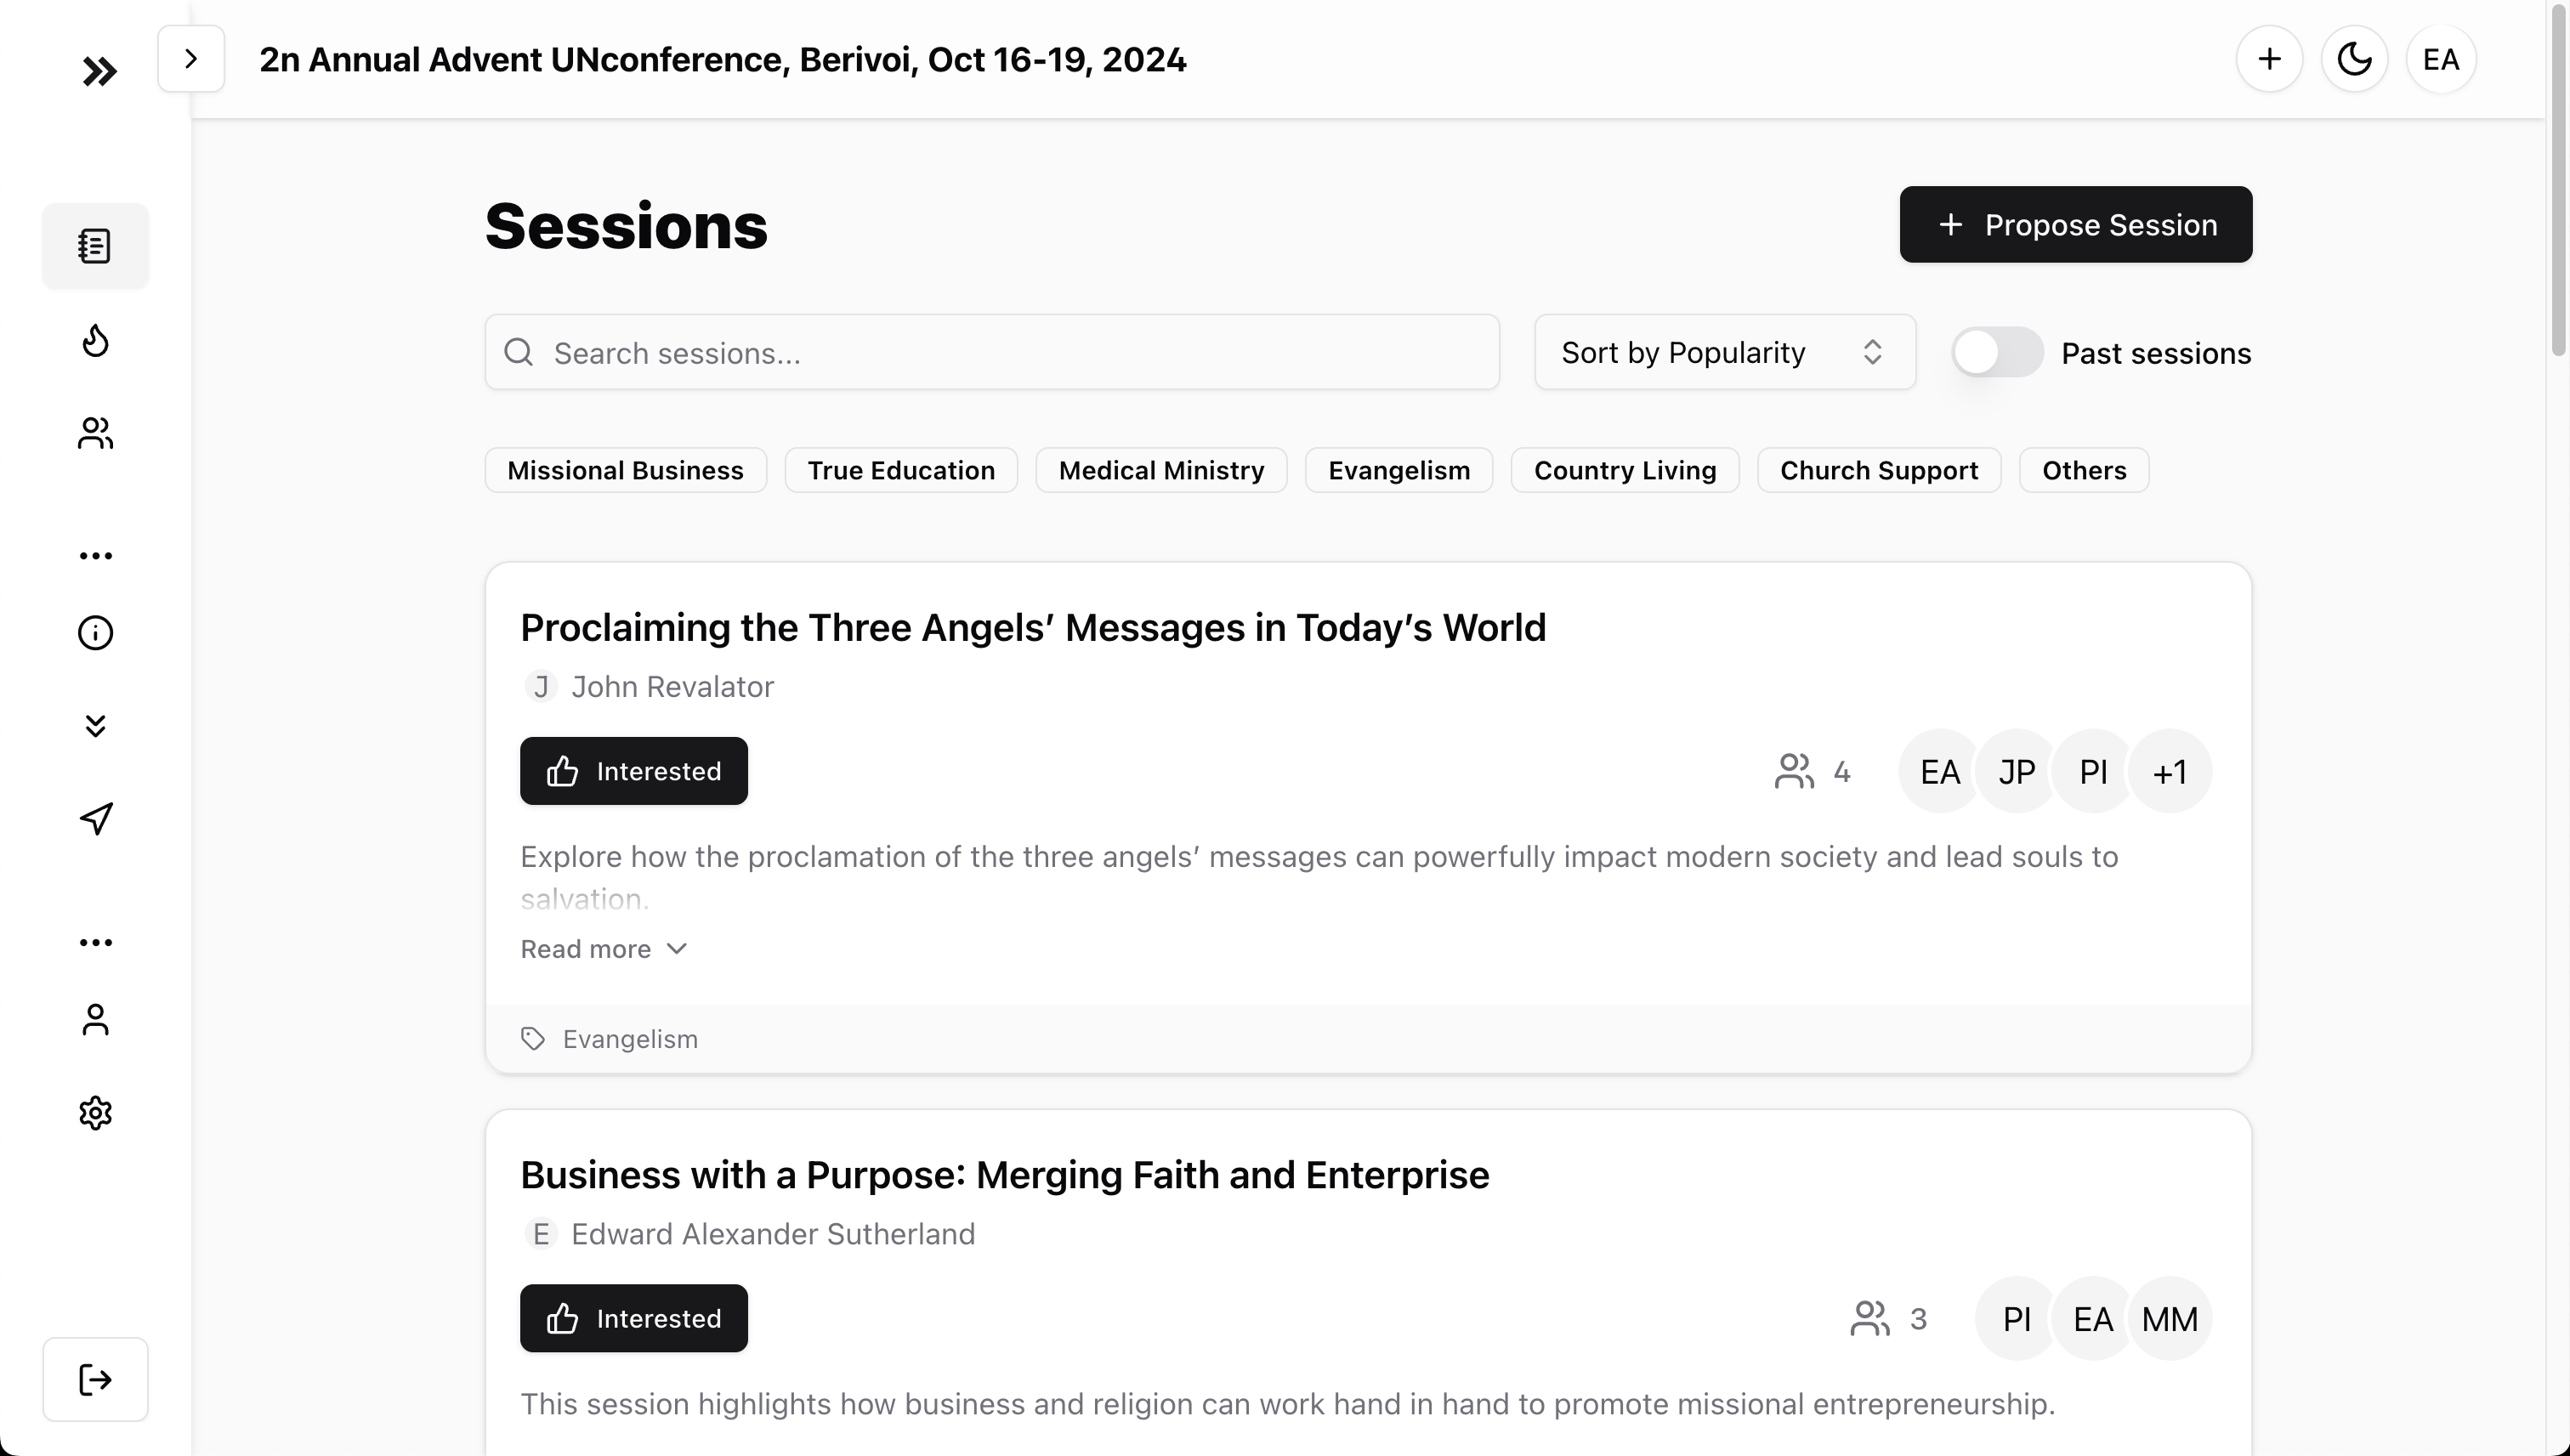 2n Annual Advent UNconference, Berivoi, Oct 16-19, 2024
EA
Sessions
Propose Session
Search sessions...
Sort by Popularity
Past sessions
Missional Business
True Education
Medical Ministry
Evangelism
Country Living
Church Support
Others
Proclaiming the Three Angels’ Messages in Today’s World
J John Revalator
Interested
4
EA
JP
PI
+1
Explore how the proclamation of the three angels’ messages can powerfully impact modern society and lead souls to
salvation.
Read more
Evangelism
Business with a Purpose: Merging Faith and Enterprise
E Edward Alexander Sutherland
Interested
3
PI
EA
MM
This session highlights how business and religion can work hand in hand to promote missional entrepreneurship.